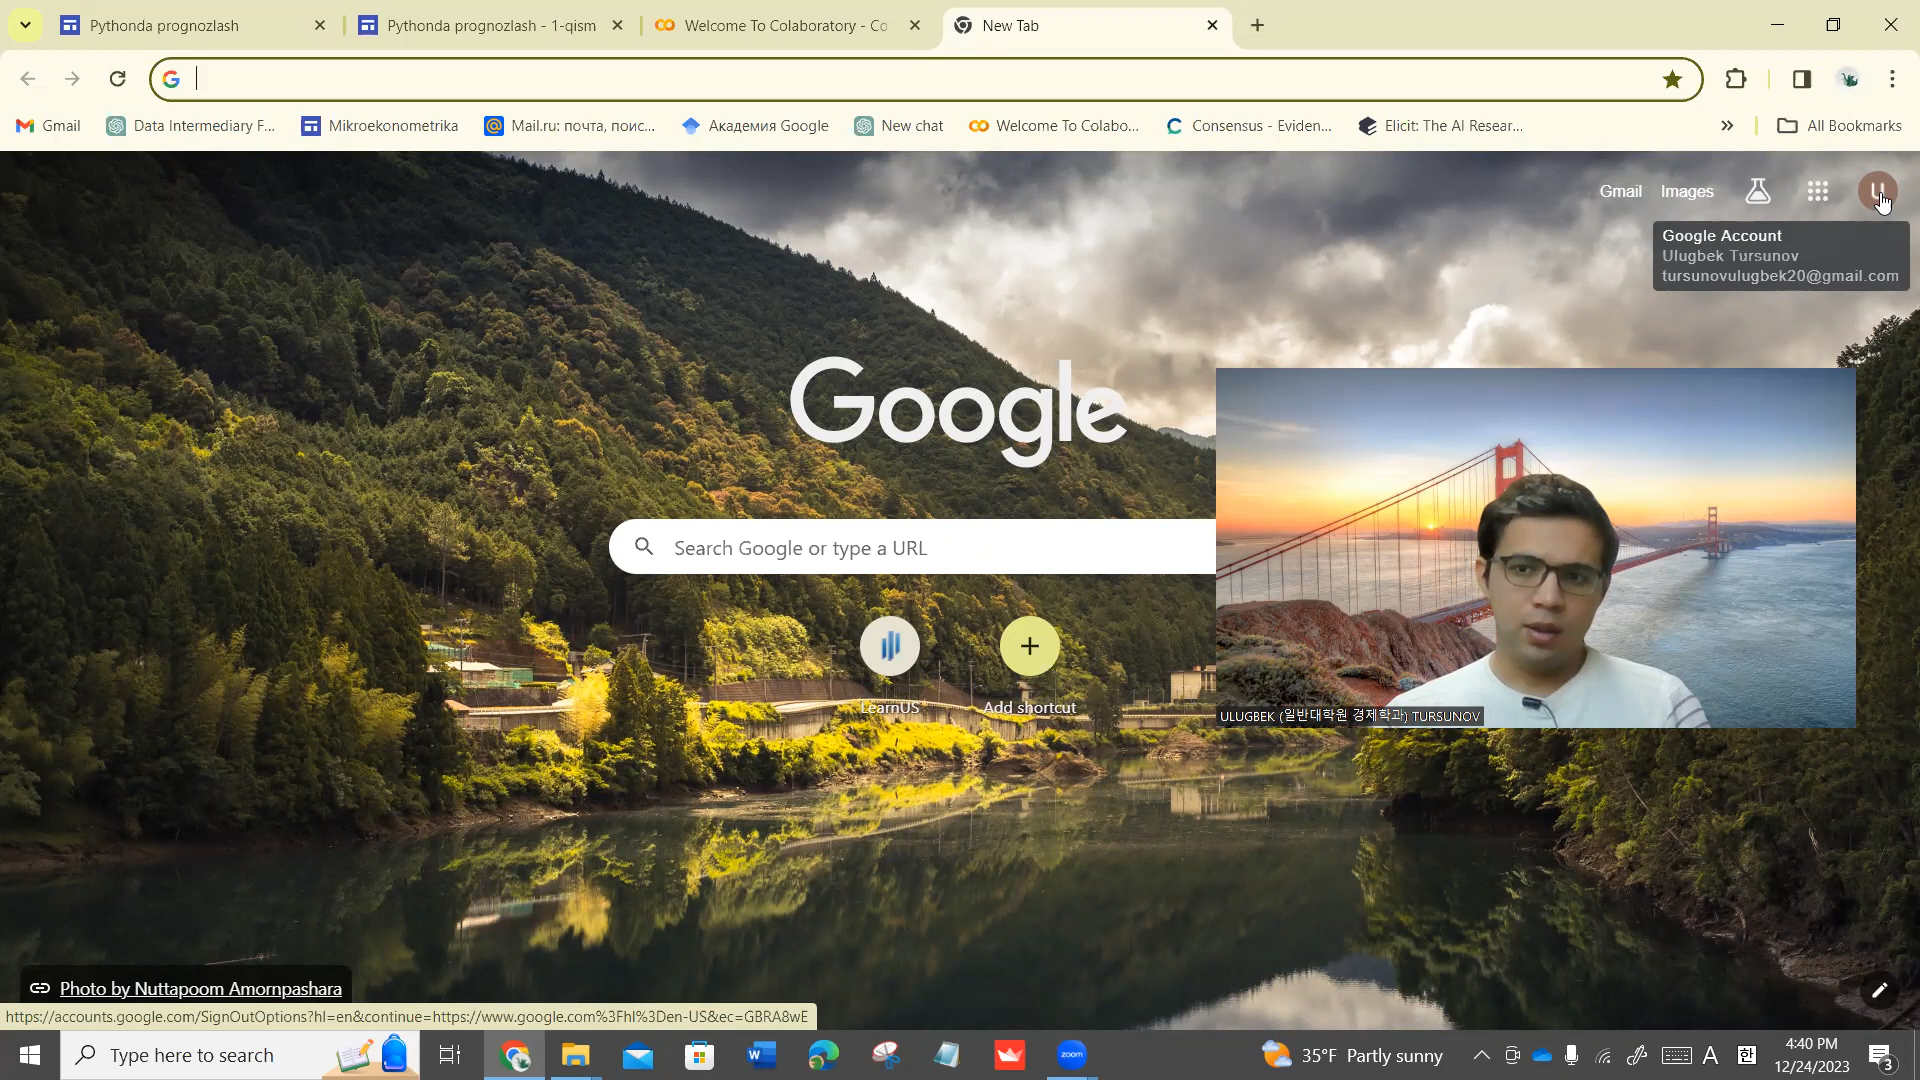 Pythonda prognozlash
Pythonda prognozlash - 1-qism
Welcome To Colaboratory - Co
New Tab
Gmail
Data Intermediary F...
Mikroekonometrika
Mail.ru: почта, поис...
Академия Google
New chat
Welcome To Colabo...
Consensus - Eviden...
Elicit: The AI Resear...
All Bookmarks
Gmail
Images
U
Google Account
Ulugbek Tursunov
tursunovulugbek20@gmail.com
Google
Search Google or type a URL
LearnUS
Add shortcut
ULUGBEK (일반대학원 경제학과) TURSUNOV
Photo by Nuttapoom Amornpashara
https://accounts.google.com/SignOutOptions?hl=en&continue=https://www.google.com%3Fhl%3Den-US&ec=GBRA8wE
Type here to search
zoom
35°F Partly sunny
A
한
4:40 PM
12/24/2023
3